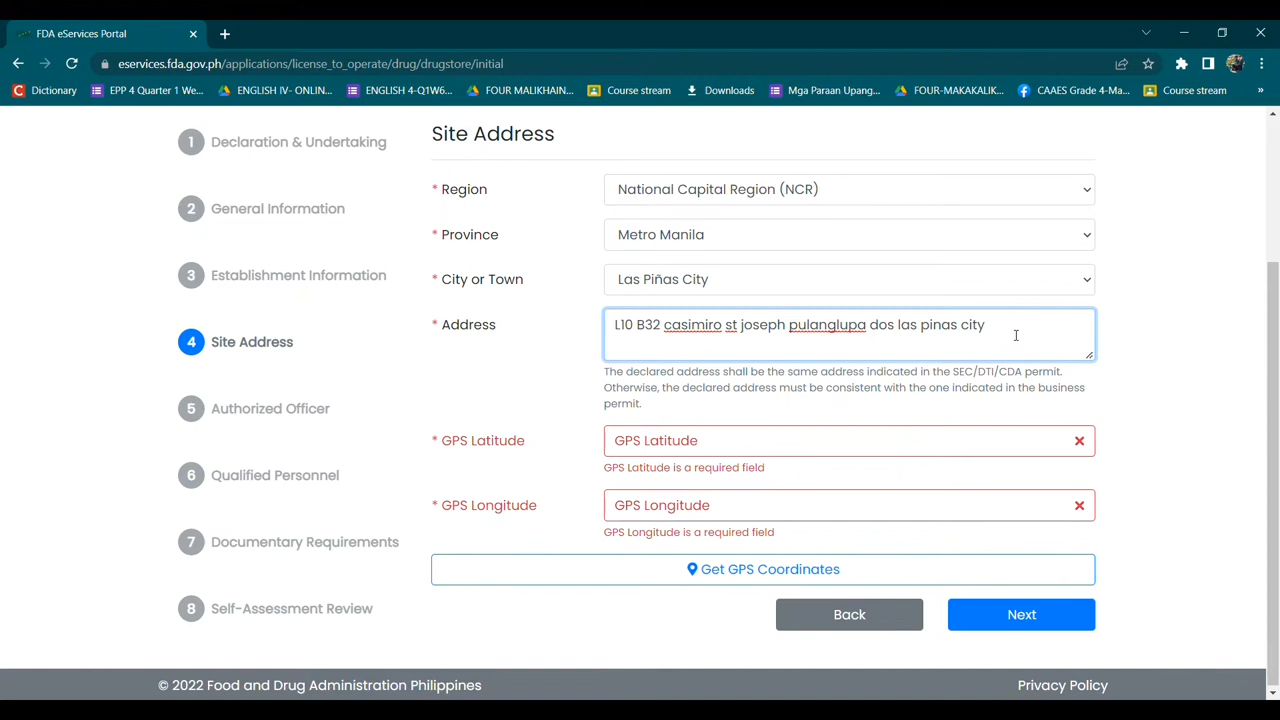 FDA eServices Portal
eservices.fda.gov.ph/applications/license_to_operate/drug/drugstore/initial
Dictionary
EPP 4 Quarter 1 We...
ENGLISH IV- ONLIN...
ENGLISH 4-Q1W6...
FOUR MALIKHAIN...
Course stream
Downloads
Mga Paraan Upang...
FOUR-MAKAKALIK...
CAAES Grade 4-Ma...
Course stream
»
1 Declaration & Undertaking
2 General Information
3 Establishment Information
4 Site Address
5 Authorized Officer
6 Qualified Personnel
7 Documentary Requirements
8 Self-Assessment Review
Site Address
* Region National Capital Region (NCR)
* Province Metro Manila
* City or Town Las Piñas City
* Address L10 B32 casimiro st joseph pulanglupa dos las pinas city
The declared address shall be the same address indicated in the SEC/DTI/CDA permit.
Otherwise, the declared address must be consistent with the one indicated in the business
permit.
* GPS Latitude GPS Latitude
GPS Latitude is a required field
* GPS Longitude GPS Longitude
GPS Longitude is a required field
Get GPS Coordinates
Back Next
© 2022 Food and Drug Administration Philippines
Privacy Policy